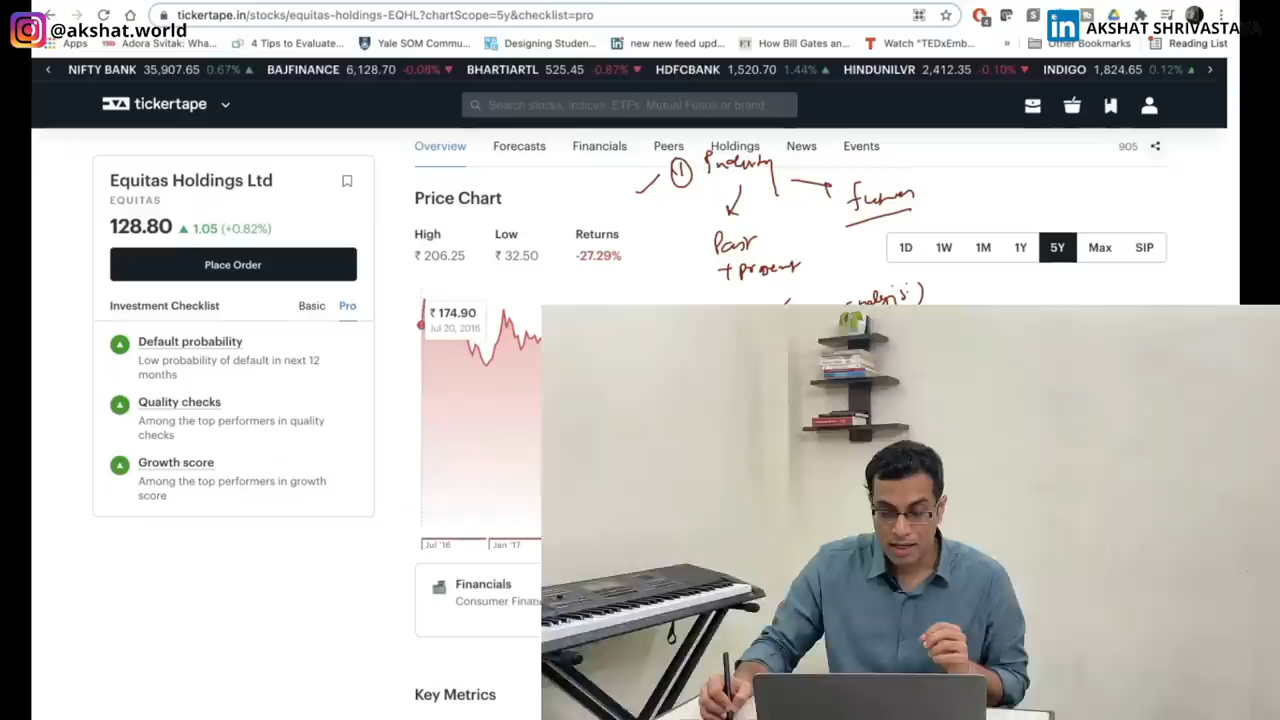 tickertape.in/stocks/equitas-holdings-EQHL?chartScope=5y&checklist=pro
@akshat.world
AKSHAT SHRIVASTAVA
Apps
Adora Svitak: Wha...
4 Tips to Evaluate...
Yale SOM Commu...
Designing Studen...
new new feed upd...
How Bill Gates an...
Watch "TEDxEmb...
»
Other Bookmarks
Reading List
NIFTY BANK 35,907.65 0.67%
BAJFINANCE 6,128.70 -0.08%
BHARTIARTL 525.45 -0.87%
HDFCBANK 1,520.70 1.44%
HINDUNILVR 2,412.35 -0.10%
INDIGO 1,824.65 0.12%
tickertape
Search stocks, indices, ETFs, Mutual Funds or brand
Overview Forecasts Financials Peers Holdings News Events
905
Equitas Holdings Ltd
EQUITAS
128.80 1.05 (+0.82%)
Place Order
Investment Checklist Basic Pro
Default probability
Low probability of default in next 12
months
Quality checks
Among the top performers in quality
checks
Growth score
Among the top performers in growth
score
Price Chart
High Low Returns
₹ 206.25 ₹ 32.50 -27.29%
1 Industry
future
Past
+ present
1D 1W 1M 1Y 5Y Max SIP
₹ 174.90
Jul 20, 2016
Jul '16 Jan '17
Financials
Consumer Finan
Key Metrics